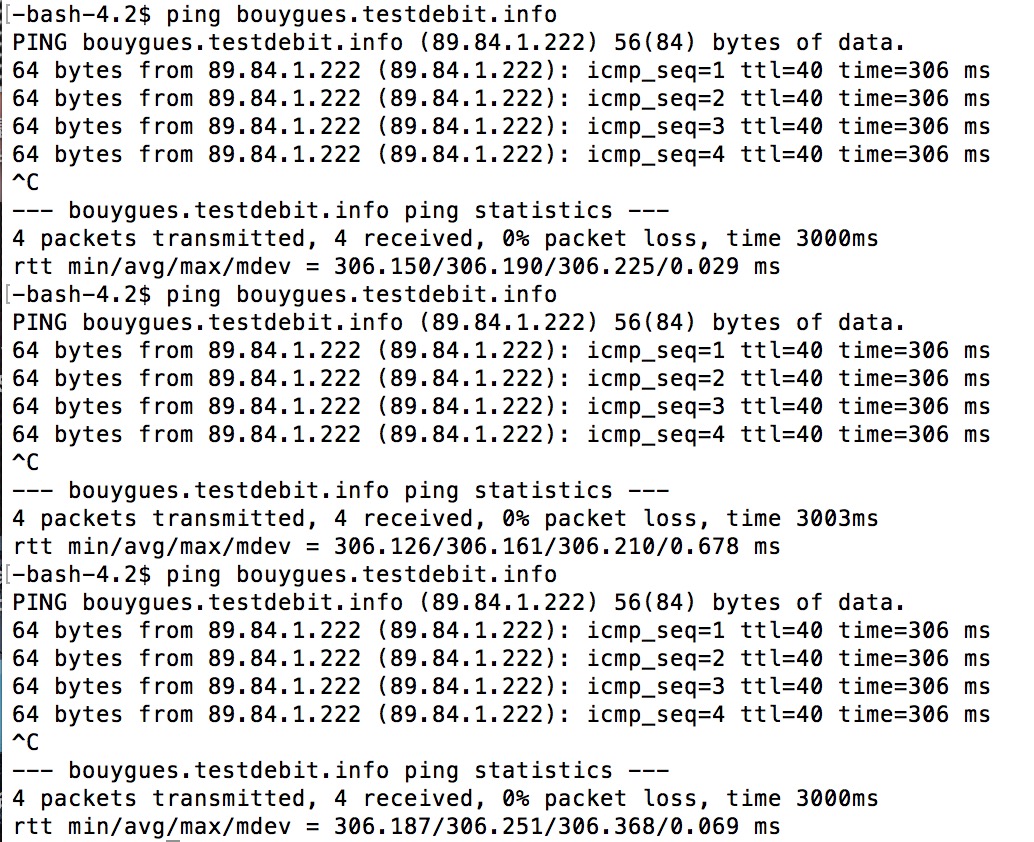 [-bash-4.2$ ping bouygues.testdebit.info
PING bouygues.testdebit.info (89.84.1.222) 56(84) bytes of data.
64 bytes from 89.84.1.222 (89.84.1.222): icmp_seq=1 ttl=40 time=306 ms
64 bytes from 89.84.1.222 (89.84.1.222): icmp_seq=2 ttl=40 time=306 ms
64 bytes from 89.84.1.222 (89.84.1.222): icmp_seq=3 ttl=40 time=306 ms
64 bytes from 89.84.1.222 (89.84.1.222): icmp_seq=4 ttl=40 time=306 ms
^C
--- bouygues.testdebit.info ping statistics ---
4 packets transmitted, 4 received, 0% packet loss, time 3000ms
rtt min/avg/max/mdev = 306.150/306.190/306.225/0.029 ms
[-bash-4.2$ ping bouygues.testdebit.info
PING bouygues.testdebit.info (89.84.1.222) 56(84) bytes of data.
64 bytes from 89.84.1.222 (89.84.1.222): icmp_seq=1 ttl=40 time=306 ms
64 bytes from 89.84.1.222 (89.84.1.222): icmp_seq=2 ttl=40 time=306 ms
64 bytes from 89.84.1.222 (89.84.1.222): icmp_seq=3 ttl=40 time=306 ms
64 bytes from 89.84.1.222 (89.84.1.222): icmp_seq=4 ttl=40 time=306 ms
^C
--- bouygues.testdebit.info ping statistics ---
4 packets transmitted, 4 received, 0% packet loss, time 3003ms
rtt min/avg/max/mdev = 306.126/306.161/306.210/0.678 ms
[-bash-4.2$ ping bouygues.testdebit.info
PING bouygues.testdebit.info (89.84.1.222) 56(84) bytes of data.
64 bytes from 89.84.1.222 (89.84.1.222): icmp_seq=1 ttl=40 time=306 ms
64 bytes from 89.84.1.222 (89.84.1.222): icmp_seq=2 ttl=40 time=306 ms
64 bytes from 89.84.1.222 (89.84.1.222): icmp_seq=3 ttl=40 time=306 ms
64 bytes from 89.84.1.222 (89.84.1.222): icmp_seq=4 ttl=40 time=306 ms
^C
--- bouygues.testdebit.info ping statistics ---
4 packets transmitted, 4 received, 0% packet loss, time 3000ms
rtt min/avg/max/mdev = 306.187/306.251/306.368/0.069 ms